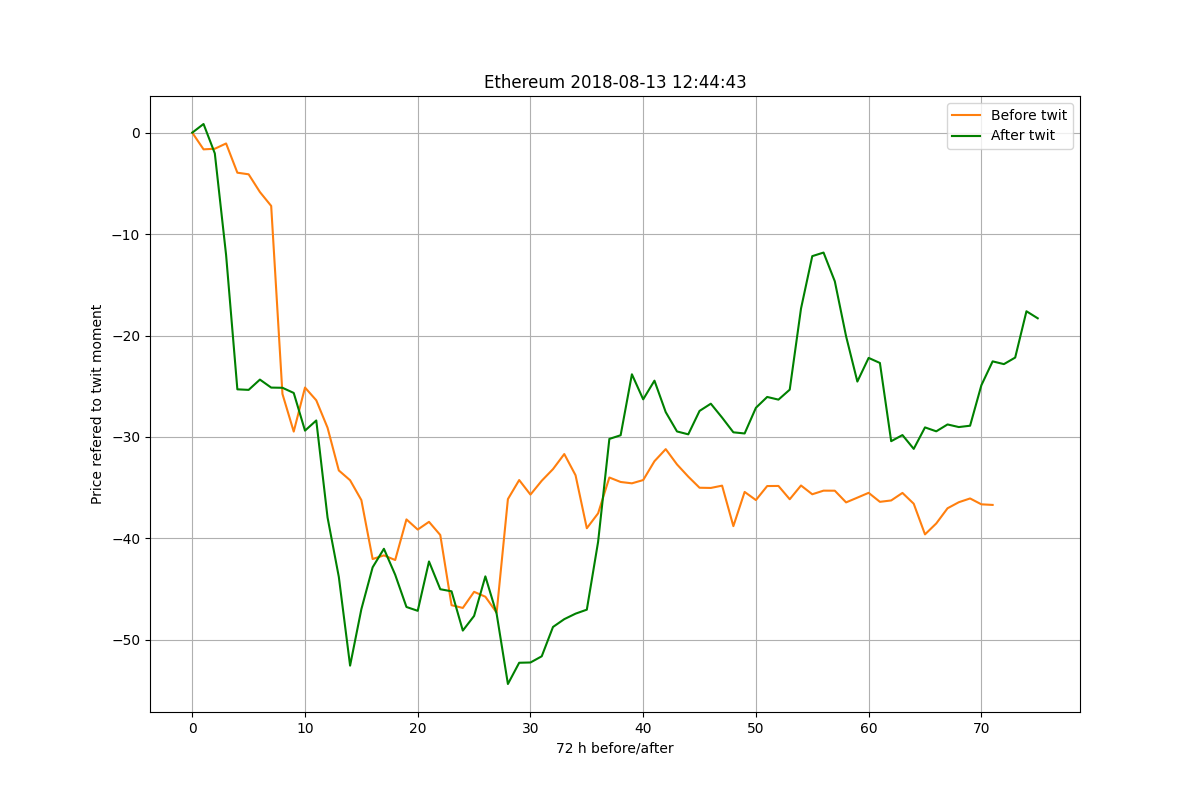 Ethereum 2018-08-13 12:44:43
Before twit
After twit
Price refered to twit moment
0
−10
−20
−30
−40
−50
0 10 20 30 40 50 60 70
72 h before/after